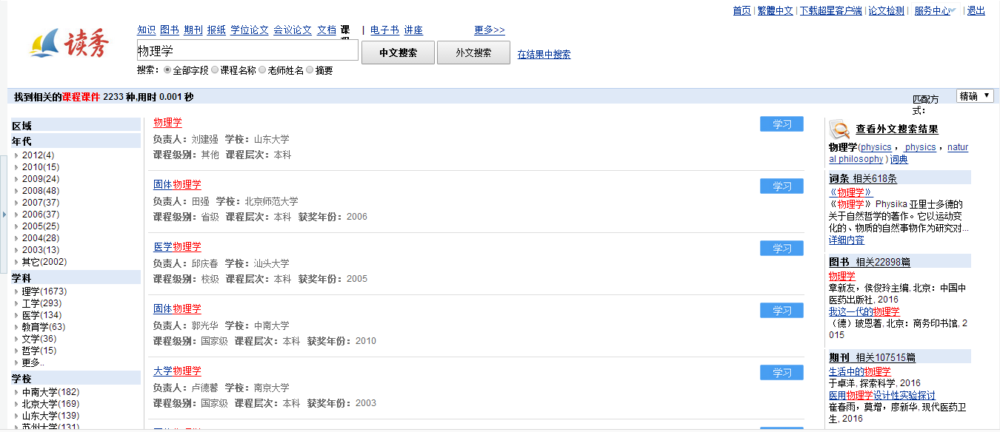 首页 | 繁體中文 | 下载超星客户端 | 论文检测 | 服务中心 | 退出
读秀
知识 图书 期刊 报纸 学位论文 会议论文 文档 课程 | 电子书 讲座 更多>>
物理学 中文搜索 外文搜索 在结果中搜索
搜索： 全部字段 课程名称 老师姓名 摘要
找到相关的课程课件 2233 种,用时 0.001 秒
匹配方式：
精确
区域
年代
2012(4)
2010(15)
2009(24)
2008(48)
2007(37)
2006(37)
2005(25)
2004(28)
2003(13)
其它(2002)
学科
理学(1673)
工学(293)
医学(134)
教育学(63)
文学(36)
哲学(15)
更多..
学校
中南大学(182)
北京大学(169)
山东大学(139)
苏州大学(131)
物理学 学习
负责人：刘建强 学校：山东大学
课程级别：其他 课程层次：本科
固体物理学 学习
负责人：田强 学校：北京师范大学
课程级别：省级 课程层次：本科 获奖年份：2006
医学物理学 学习
负责人：邱庆春 学校：汕头大学
课程级别：校级 课程层次：本科 获奖年份：2005
固体物理学 学习
负责人：郭光华 学校：中南大学
课程级别：国家级 课程层次：本科 获奖年份：2010
大学物理学 学习
负责人：卢德馨 学校：南京大学
课程级别：国家级 课程层次：本科 获奖年份：2003
查看外文搜索结果
物理学(physics ， physics ，natur
al philosophy ) 词典
词条 相关618条
《物理学》
《物理学》 Physika 亚里士多德的
关于自然哲学的著作。它以运动变
化的、物质的自然事物作为研究对...
详细内容
图书 相关22898篇
物理学
章新友，侯俊玲主编, 北京：中国中
医药出版社, 2016
我这一代的物理学
（德）玻恩著, 北京：商务印书馆, 2
015
期刊 相关107515篇
生活中的物理学
于卓洋, 探索科学, 2016
医用物理学设计性实验探讨
崔春雨，莫增，廖新华, 现代医药卫
生, 2016